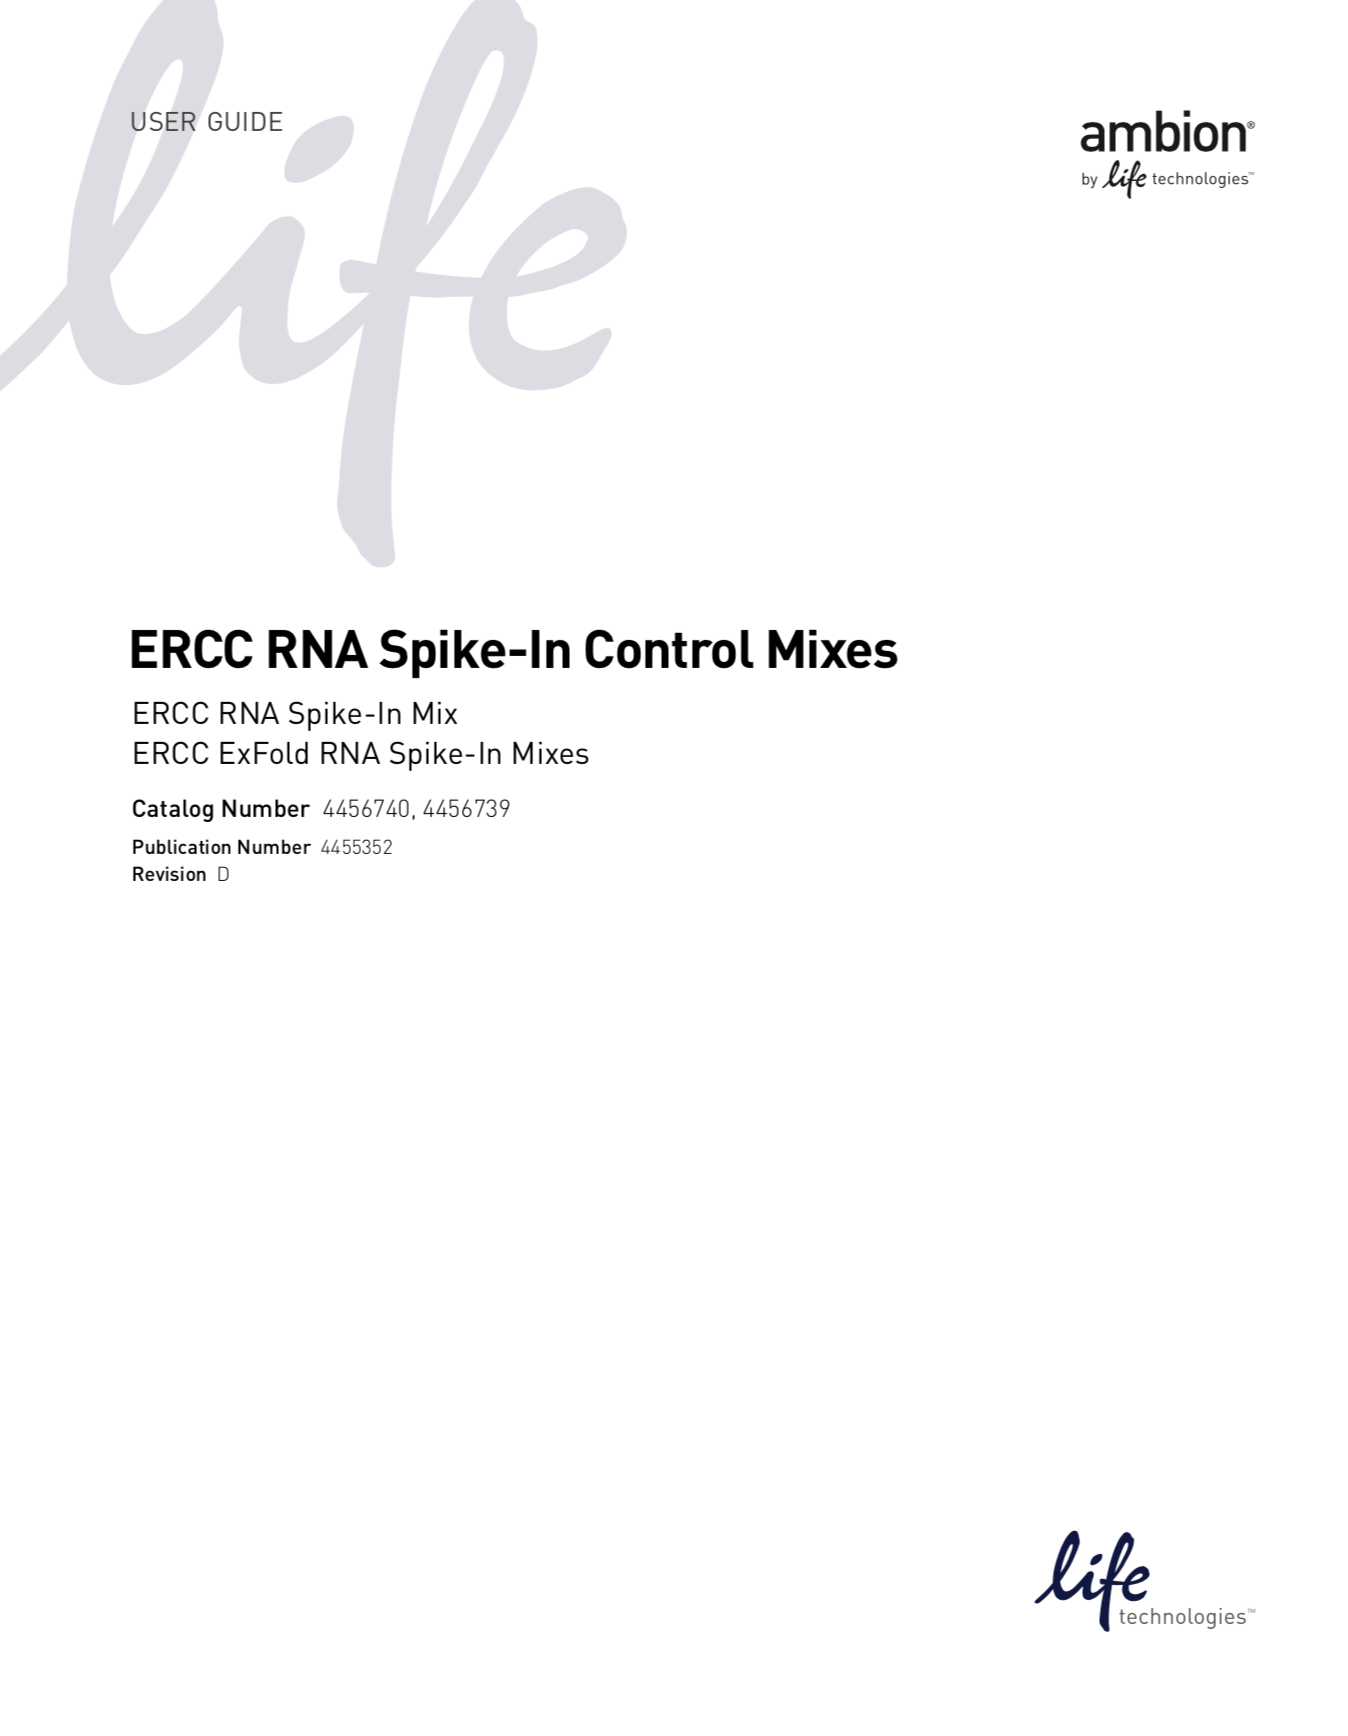 life
USER GUIDE
ambion®
by life technologies™
ERCC RNA Spike-In Control Mixes
ERCC RNA Spike-In Mix
ERCC ExFold RNA Spike-In Mixes
Catalog Number 4456740, 4456739
Publication Number 4455352
Revision D
life
technologies™